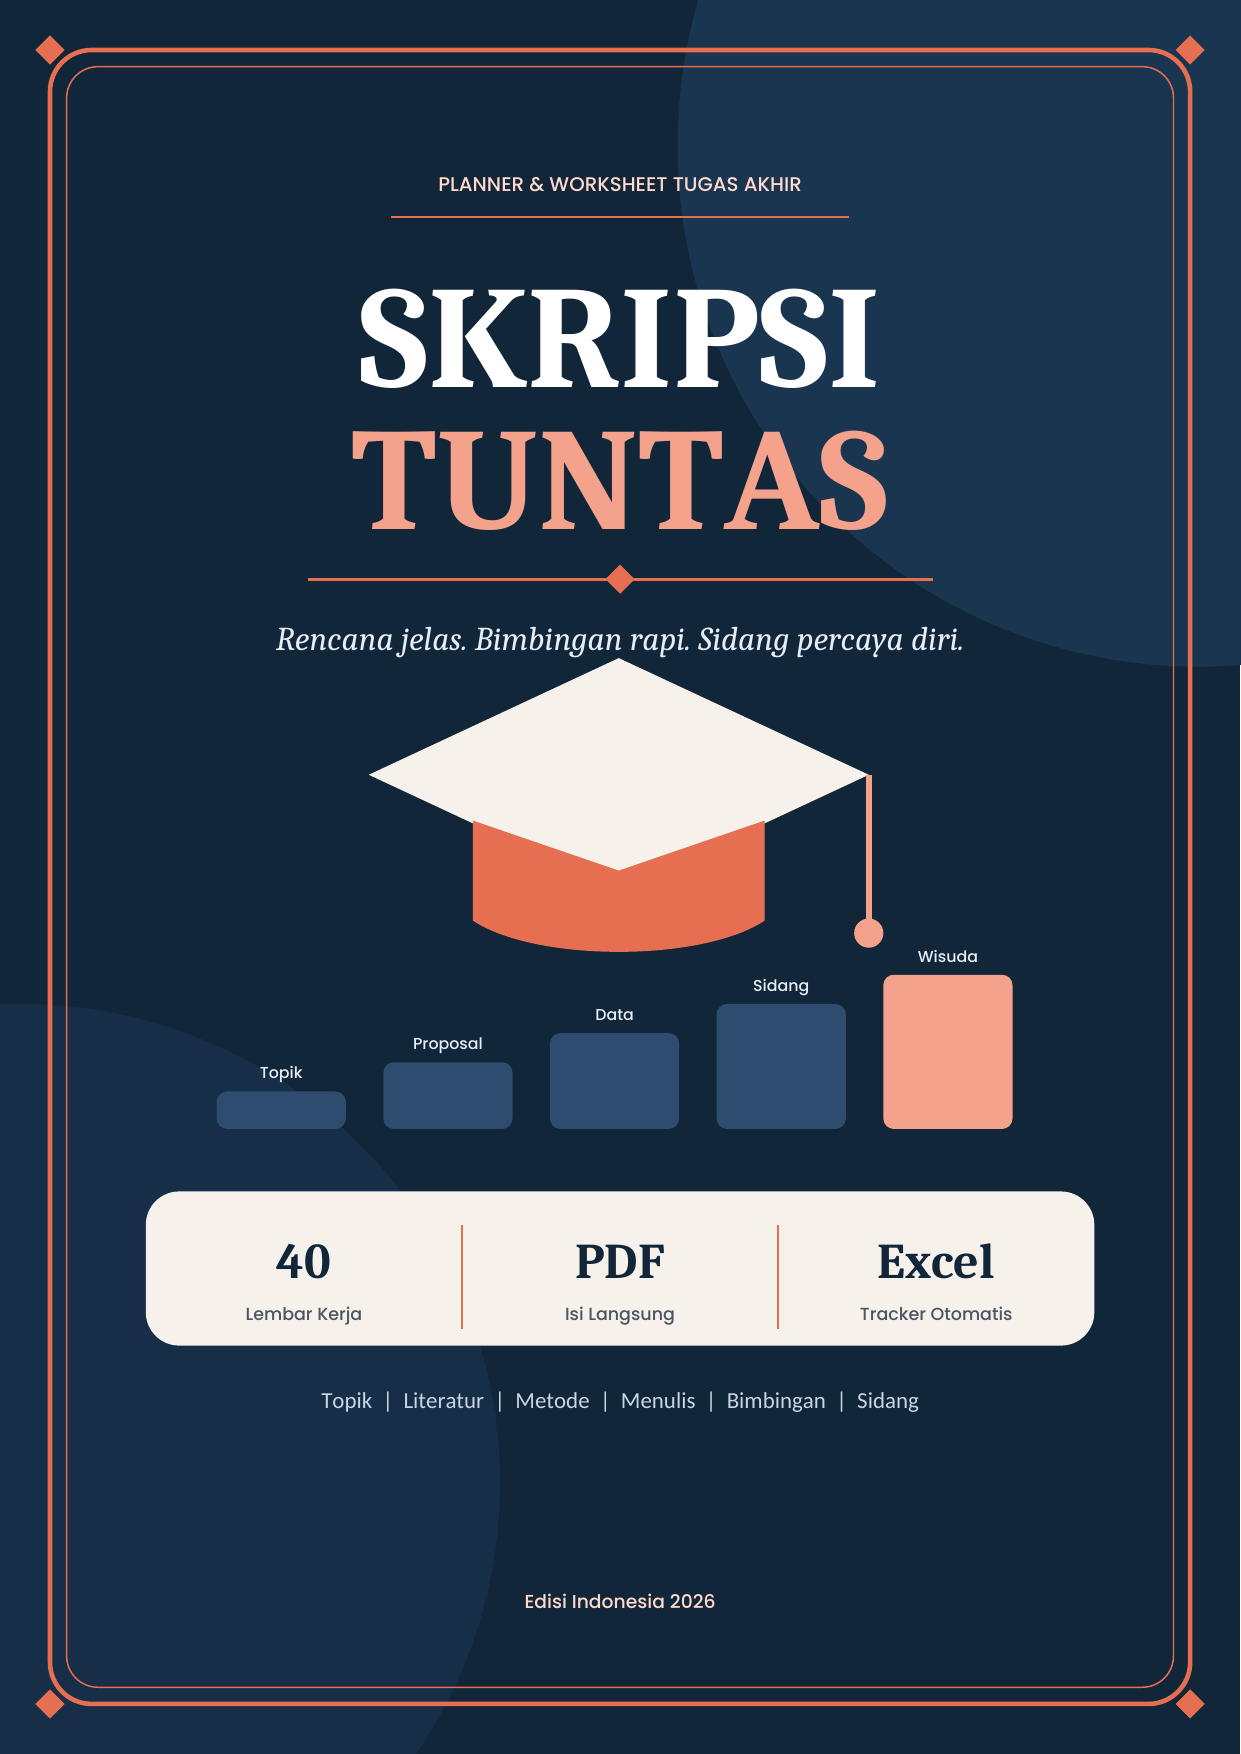 PLANNER & WORKSHEET TUGAS AKHIR
SKRIPSI
TUNTAS
Rencana jelas. Bimbingan rapi. Sidang percaya diri.
Topik
Proposal
Data
Sidang
Wisuda
40
Lembar Kerja
PDF
Isi Langsung
Excel
Tracker Otomatis
Topik | Literatur | Metode | Menulis | Bimbingan | Sidang
Edisi Indonesia 2026